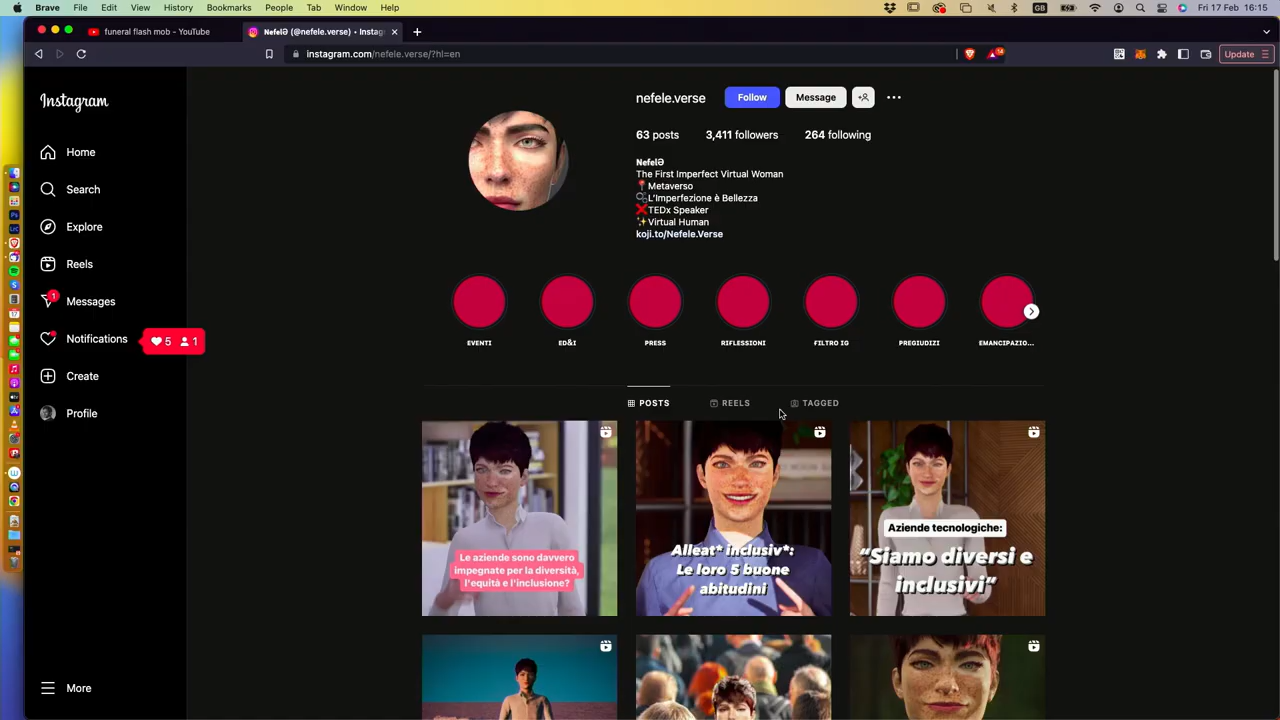 Brave File Edit View History Bookmarks People Tab Window Help
GB
Fri 17 Feb 16:15
funeral flash mob - YouTube
NefelƏ (@nefele.verse) • Instag
instagram.com/nefele.verse/?hl=en
14
Update
Instagram
Home
Search
Explore
Reels
1
Messages
Notifications
5 1
Create
Profile
More
nefele.verse
Follow
Message
63 posts
3,411 followers
264 following
NefelƏ
The First Imperfect Virtual Woman
📍Metaverso
L'Imperfezione è Bellezza
❌TEDx Speaker
✨Virtual Human
koji.to/Nefele.Verse
EVENTI
ED&I
PRESS
RIFLESSIONI
FILTRO IG
PREGIUDIZI
EMANCIPAZIO...
POSTS
REELS
TAGGED
Le aziende sono davvero
impegnate per la diversità,
l'equità e l'inclusione?
Alleat* inclusiv*:
Le loro 5 buone
abitudini
Aziende tecnologiche:
"Siamo diversi e
inclusivi"